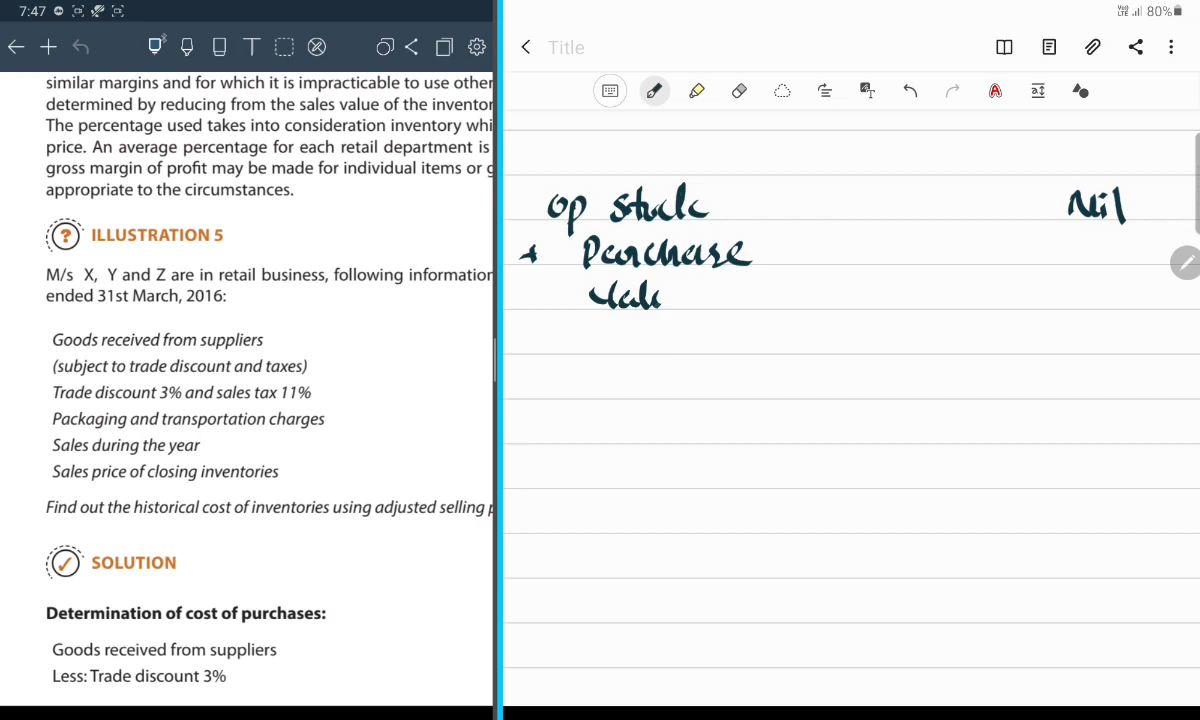 7:47
80%
similar margins and for which it is impracticable to use other
determined by reducing from the sales value of the inventor
The percentage used takes into consideration inventory whi
price. An average percentage for each retail department is
gross margin of profit may be made for individual items or g
appropriate to the circumstances.
ILLUSTRATION 5
M/s X, Y and Z are in retail business, following information
ended 31st March, 2016:
Goods received from suppliers
(subject to trade discount and taxes)
Trade discount 3% and sales tax 11%
Packaging and transportation charges
Sales during the year
Sales price of closing inventories
Find out the historical cost of inventories using adjusted selling p
SOLUTION
Determination of cost of purchases:
Goods received from suppliers
Less: Trade discount 3%
Title
op Nil
+ Purchase